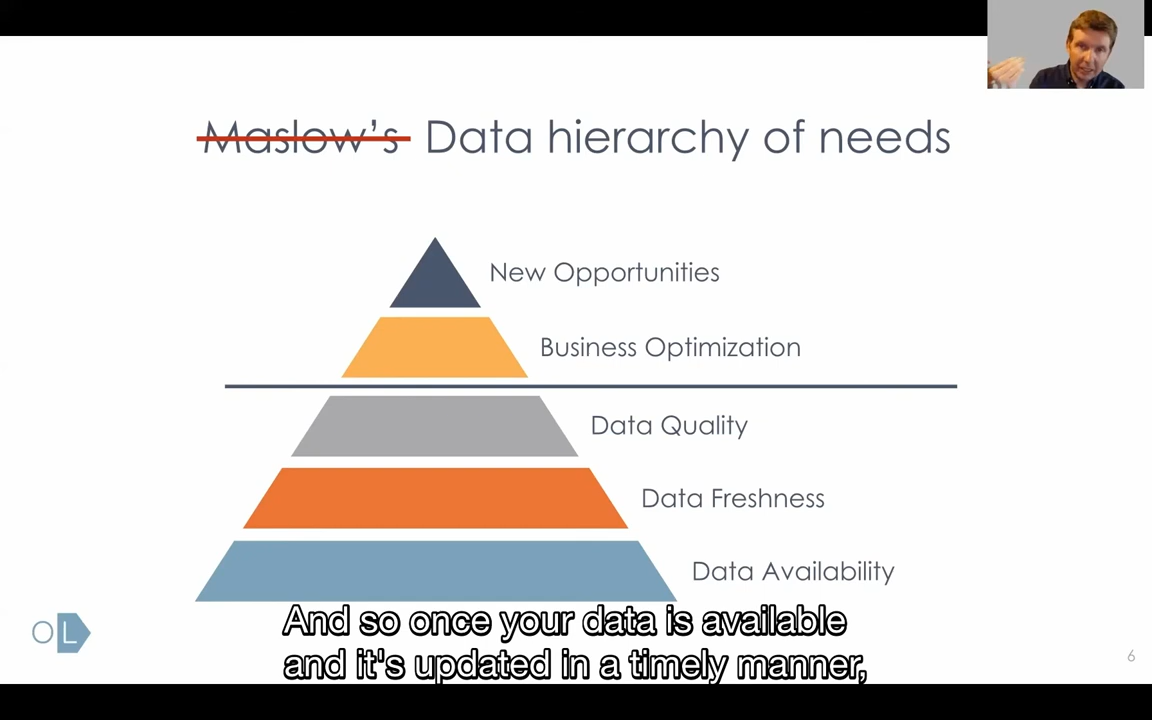 Maslow's Data hierarchy of needs
New Opportunities
Business Optimization
Data Quality
Data Freshness
Data Availability
And so once your data is available
and it's updated in a timely manner,
OL
6